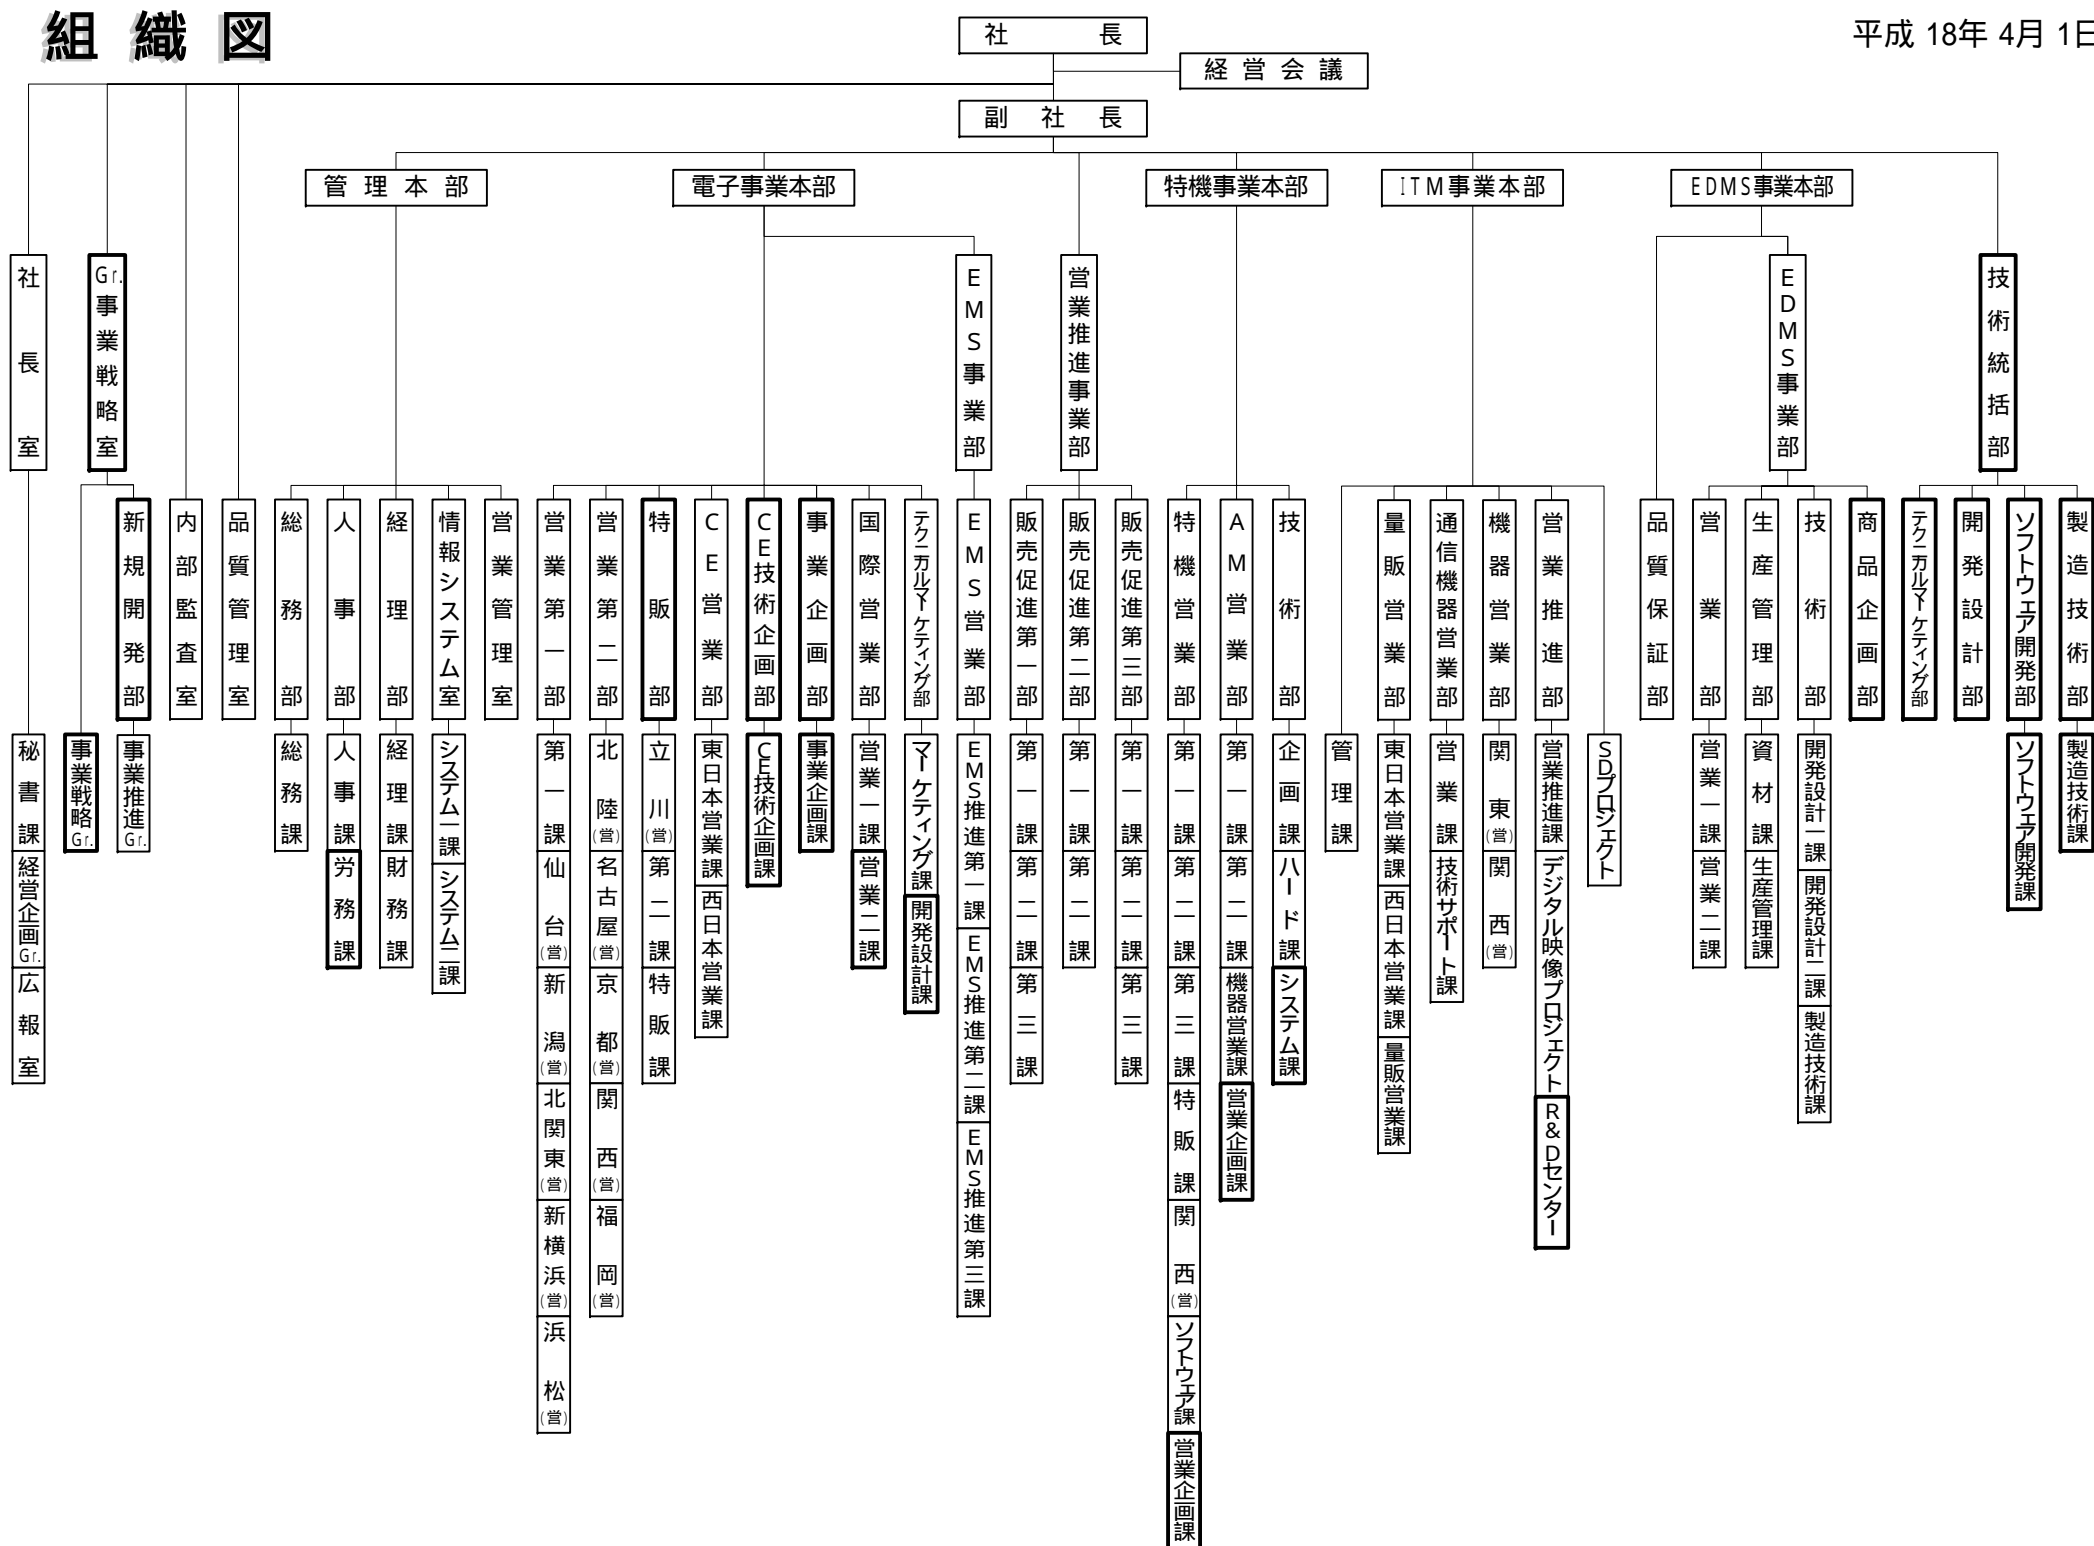 組織図
平成 18年 4月 1日
社長
経営会議
副社長
管理本部
電子事業本部
特機事業本部
ITM事業本部
EDMS事業本部
社長室
Gr.事業戦略室
EMS事業部
営業推進事業部
EDMS事業部
技術統括部
新規開発部
内部監査室
品質管理室
総務部
人事部
経理部
情報システム室
営業管理室
営業第一部
営業第二部
特販部
CE営業部
CE技術企画部
事業企画部
国際営業部
テクニカルマーケティング部
EMS営業部
販売促進第一部
販売促進第二部
販売促進第三部
特機営業部
AM営業部
技術部
量販営業部
通信機器営業部
機器営業部
営業推進部
品質保証部
営業部
生産管理部
技術部
商品企画部
テクニカルマーケティング部
開発設計部
ソフトウェア開発部
製造技術部
秘書課
経営企画Gr.
広報室
事業戦略Gr.
事業推進Gr.
総務課
人事課
労務課
経理課
財務課
システム一課
システム二課
第一課
仙台(営)
新潟(営)
北関東(営)
新横浜(営)
浜松(営)
北陸(営)
名古屋(営)
京都(営)
関西(営)
福岡(営)
立川(営)
第二課
特販課
東日本営業課
西日本営業課
CE技術企画課
事業企画課
営業一課
営業二課
マーケティング課
開発設計課
EMS推進第一課
EMS推進第二課
EMS推進第三課
第一課
第二課
第三課
第一課
第二課
第一課
第二課
第三課
第一課
第二課
第三課
特販課
関西(営)
ソフトウェア課
営業企画課
第一課
第二課
機器営業課
営業企画課
企画課
ハード課
システム課
管理課
東日本営業課
西日本営業課
量販営業課
営業課
技術サポート課
関東(営)
関西(営)
営業推進課
デジタル映像プロジェクト
R&Dセンター
SDプロジェクト
営業一課
営業二課
資材課
生産管理課
開発設計一課
開発設計二課
製造技術課
ソフトウェア開発課
製造技術課